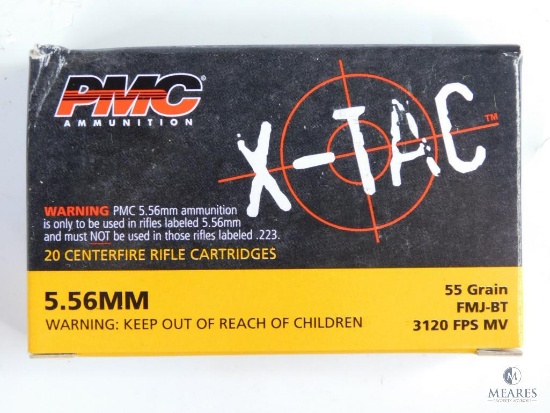 PMC®
AMMUNITION
X-TAC™
WARNING PMC 5.56mm ammunition
is only to be used in rifles labeled 5.56mm
and must NOT be used in those rifles labeled .223.
20 CENTERFIRE RIFLE CARTRIDGES
5.56MM
WARNING: KEEP OUT OF REACH OF CHILDREN
55 Grain
FMJ-BT
3120 FPS MV
M
MEARES